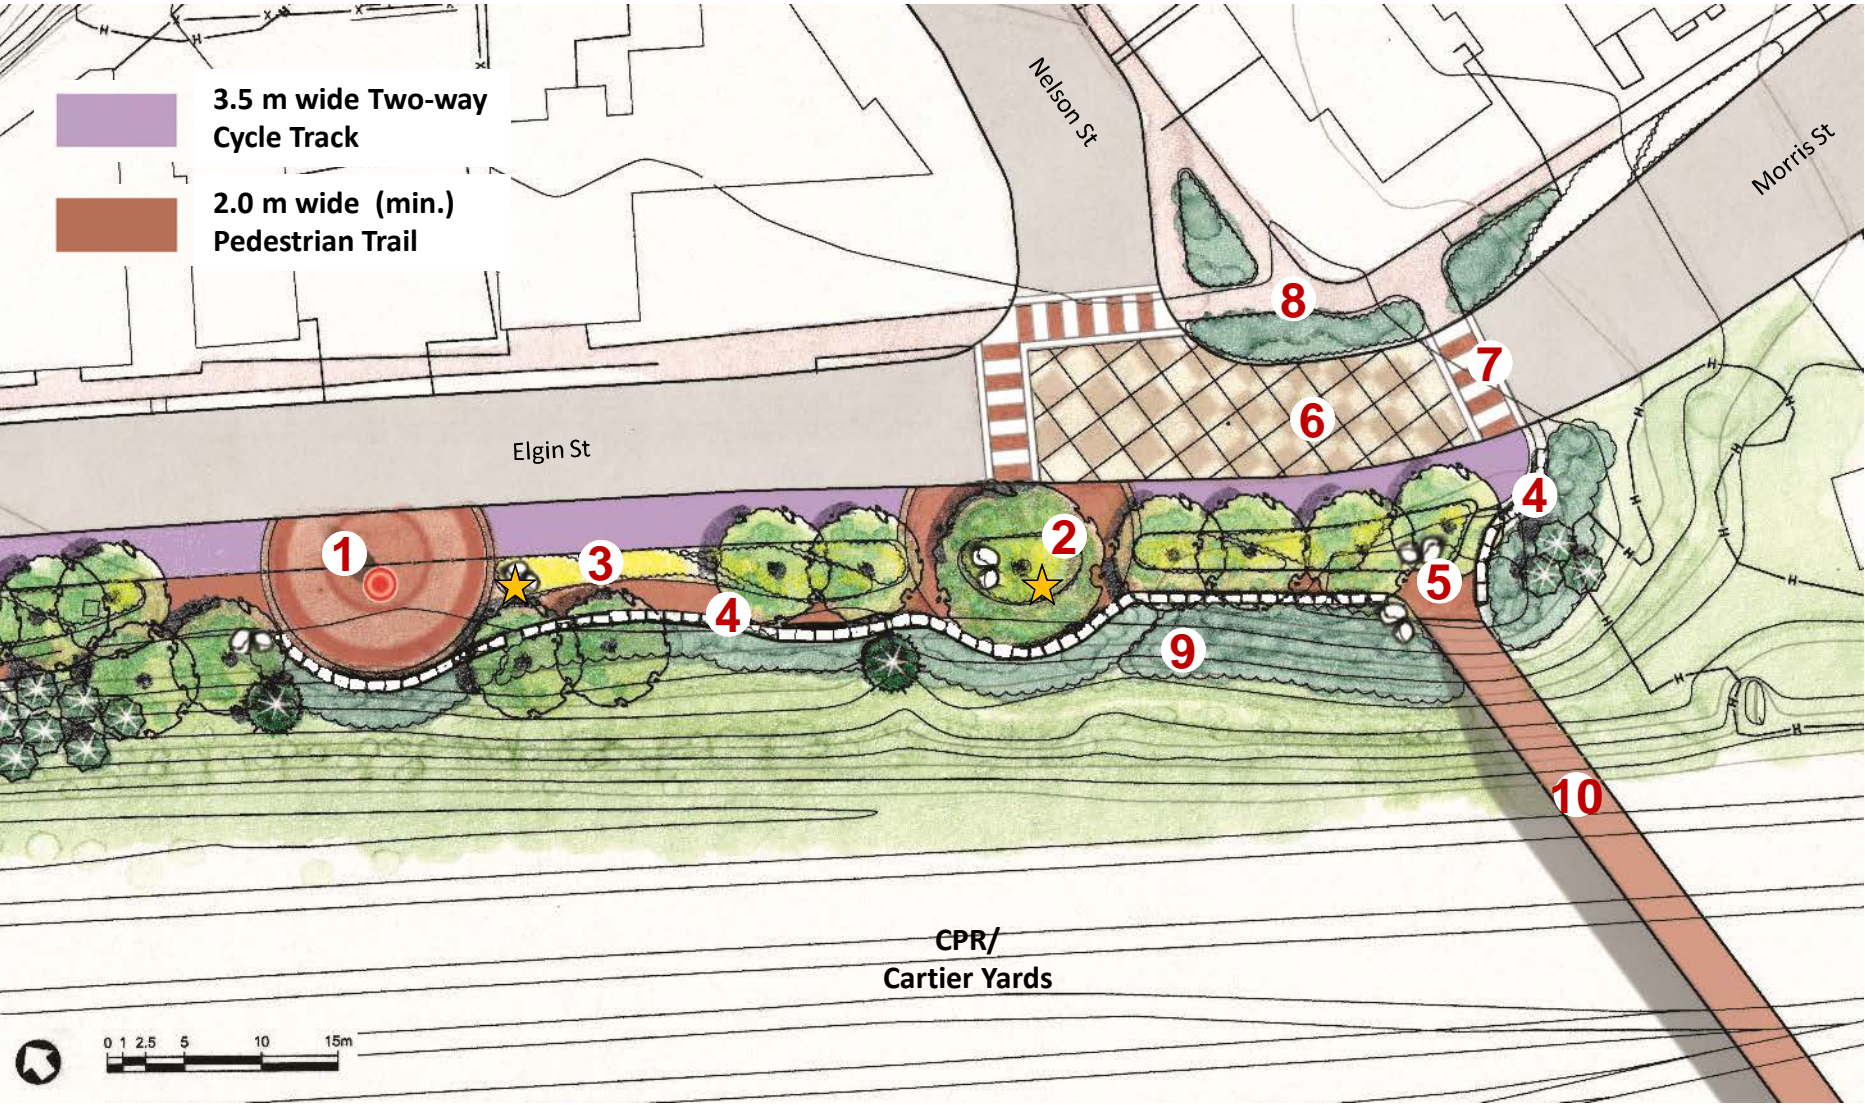 3.5 m wide Two-way
Cycle Track
2.0 m wide (min.)
Pedestrian Trail
Nelson St
Morris St
Elgin St
1
2
3
4
4
5
6
7
8
9
10
CPR/
Cartier Yards
0 1 2.5 5 10 15m
H
H
X
X
X
X
X
H
H
H
H
H
H
H
H
H
H